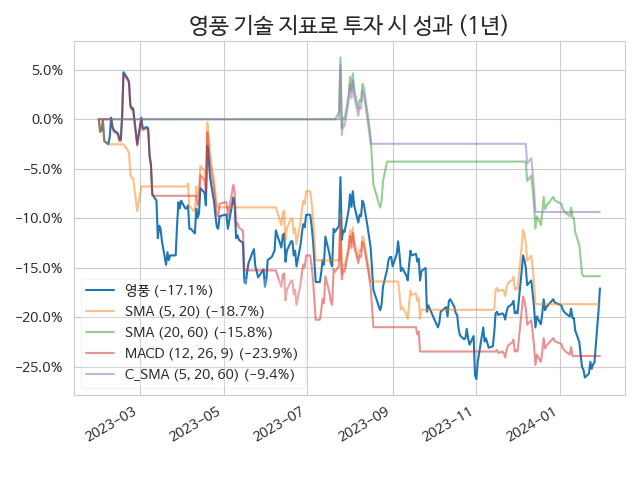 영풍 기술 지표로 투자 시 성과 (1년)
5.0%
0.0%
−5.0%
−10.0%
−15.0%
−20.0%
−25.0%
영풍 (−17.1%)
SMA (5, 20) (−18.7%)
SMA (20, 60) (−15.8%)
MACD (12, 26, 9) (−23.9%)
C_SMA (5, 20, 60) (−9.4%)
2023−03
2023−05
2023−07
2023−09
2023−11
2024−01